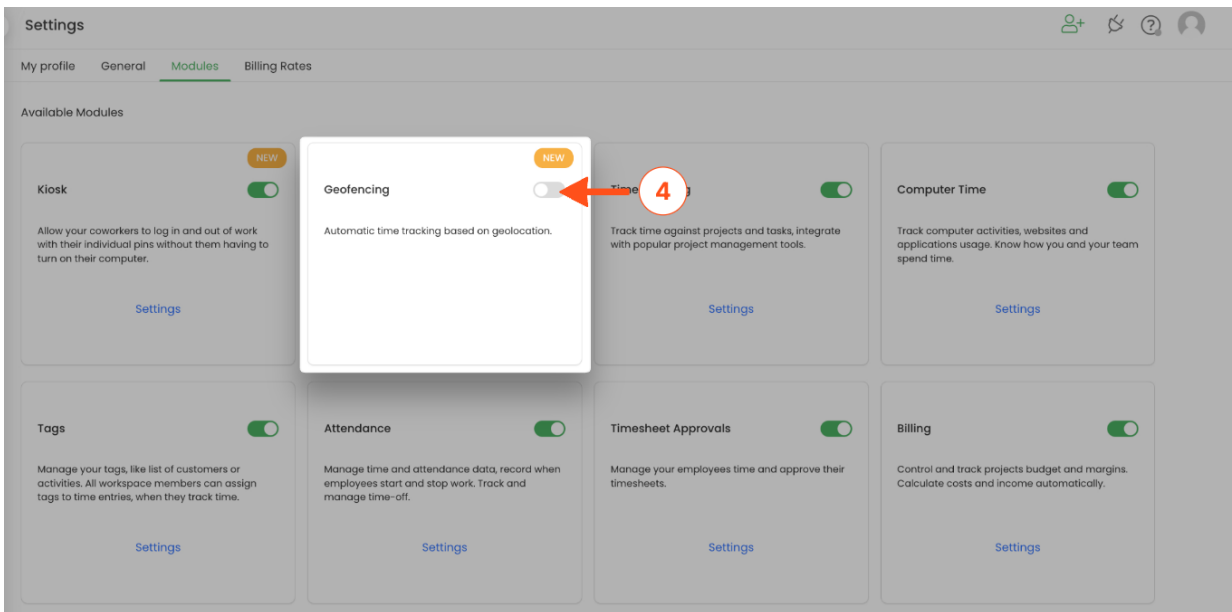 Settings
My profile
General
Modules
Billing Rates
Available Modules
NEW
Kiosk
Allow your coworkers to log in and out of work
with their individual pins without them having to
turn on their computer.
Settings
NEW
Geofencing
Automatic time tracking based on geolocation.
4
Time
Track time against projects and tasks, integrate
with popular project management tools.
Settings
Computer Time
Track computer activities, websites and
applications usage. Know how you and your team
spend time.
Settings
Tags
Manage your tags, like list of customers or
activities. All workspace members can assign
tags to time entries, when they track time.
Settings
Attendance
Manage time and attendance data, record when
employees start and stop work. Track and
manage time-off.
Settings
Timesheet Approvals
Manage your employees time and approve their
timesheets.
Settings
Billing
Control and track projects budget and margins.
Calculate costs and income automatically.
Settings